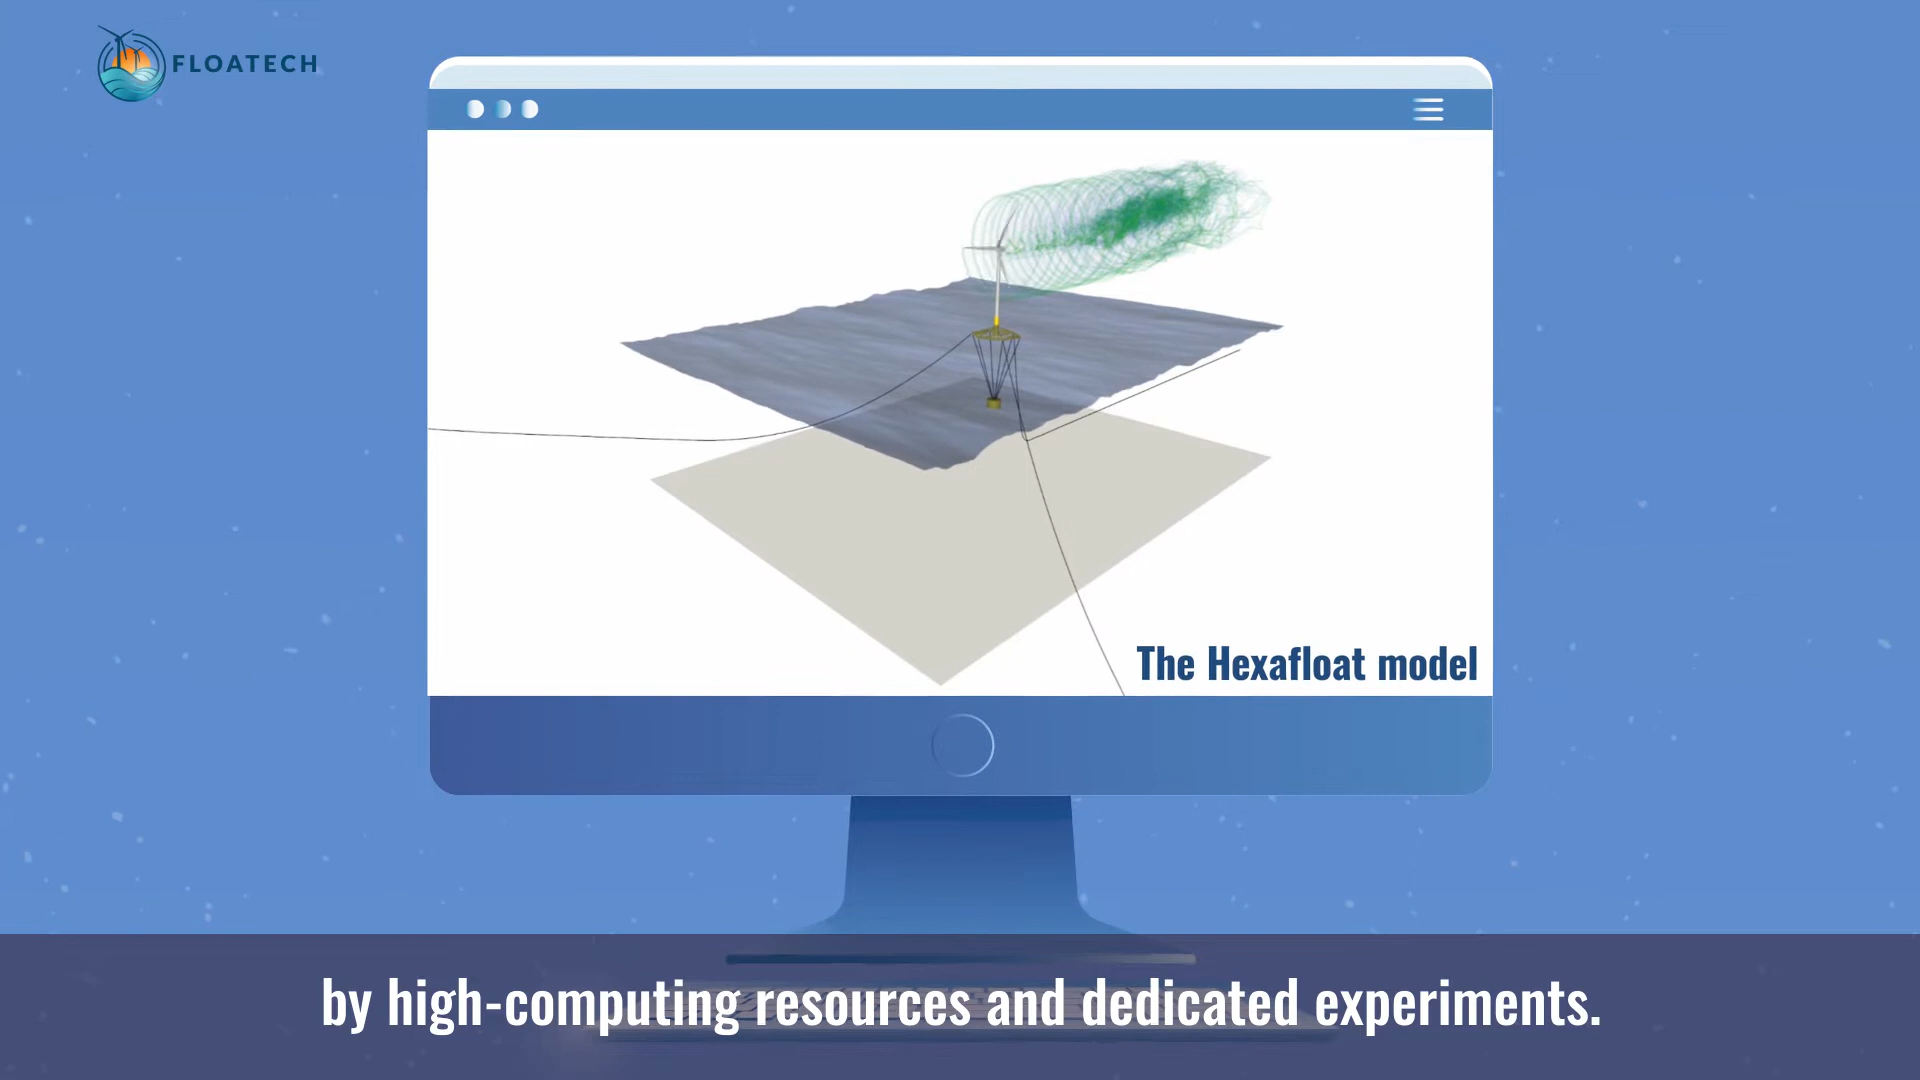 FLOATECH
The Hexafloat model
by high-computing resources and dedicated experiments.